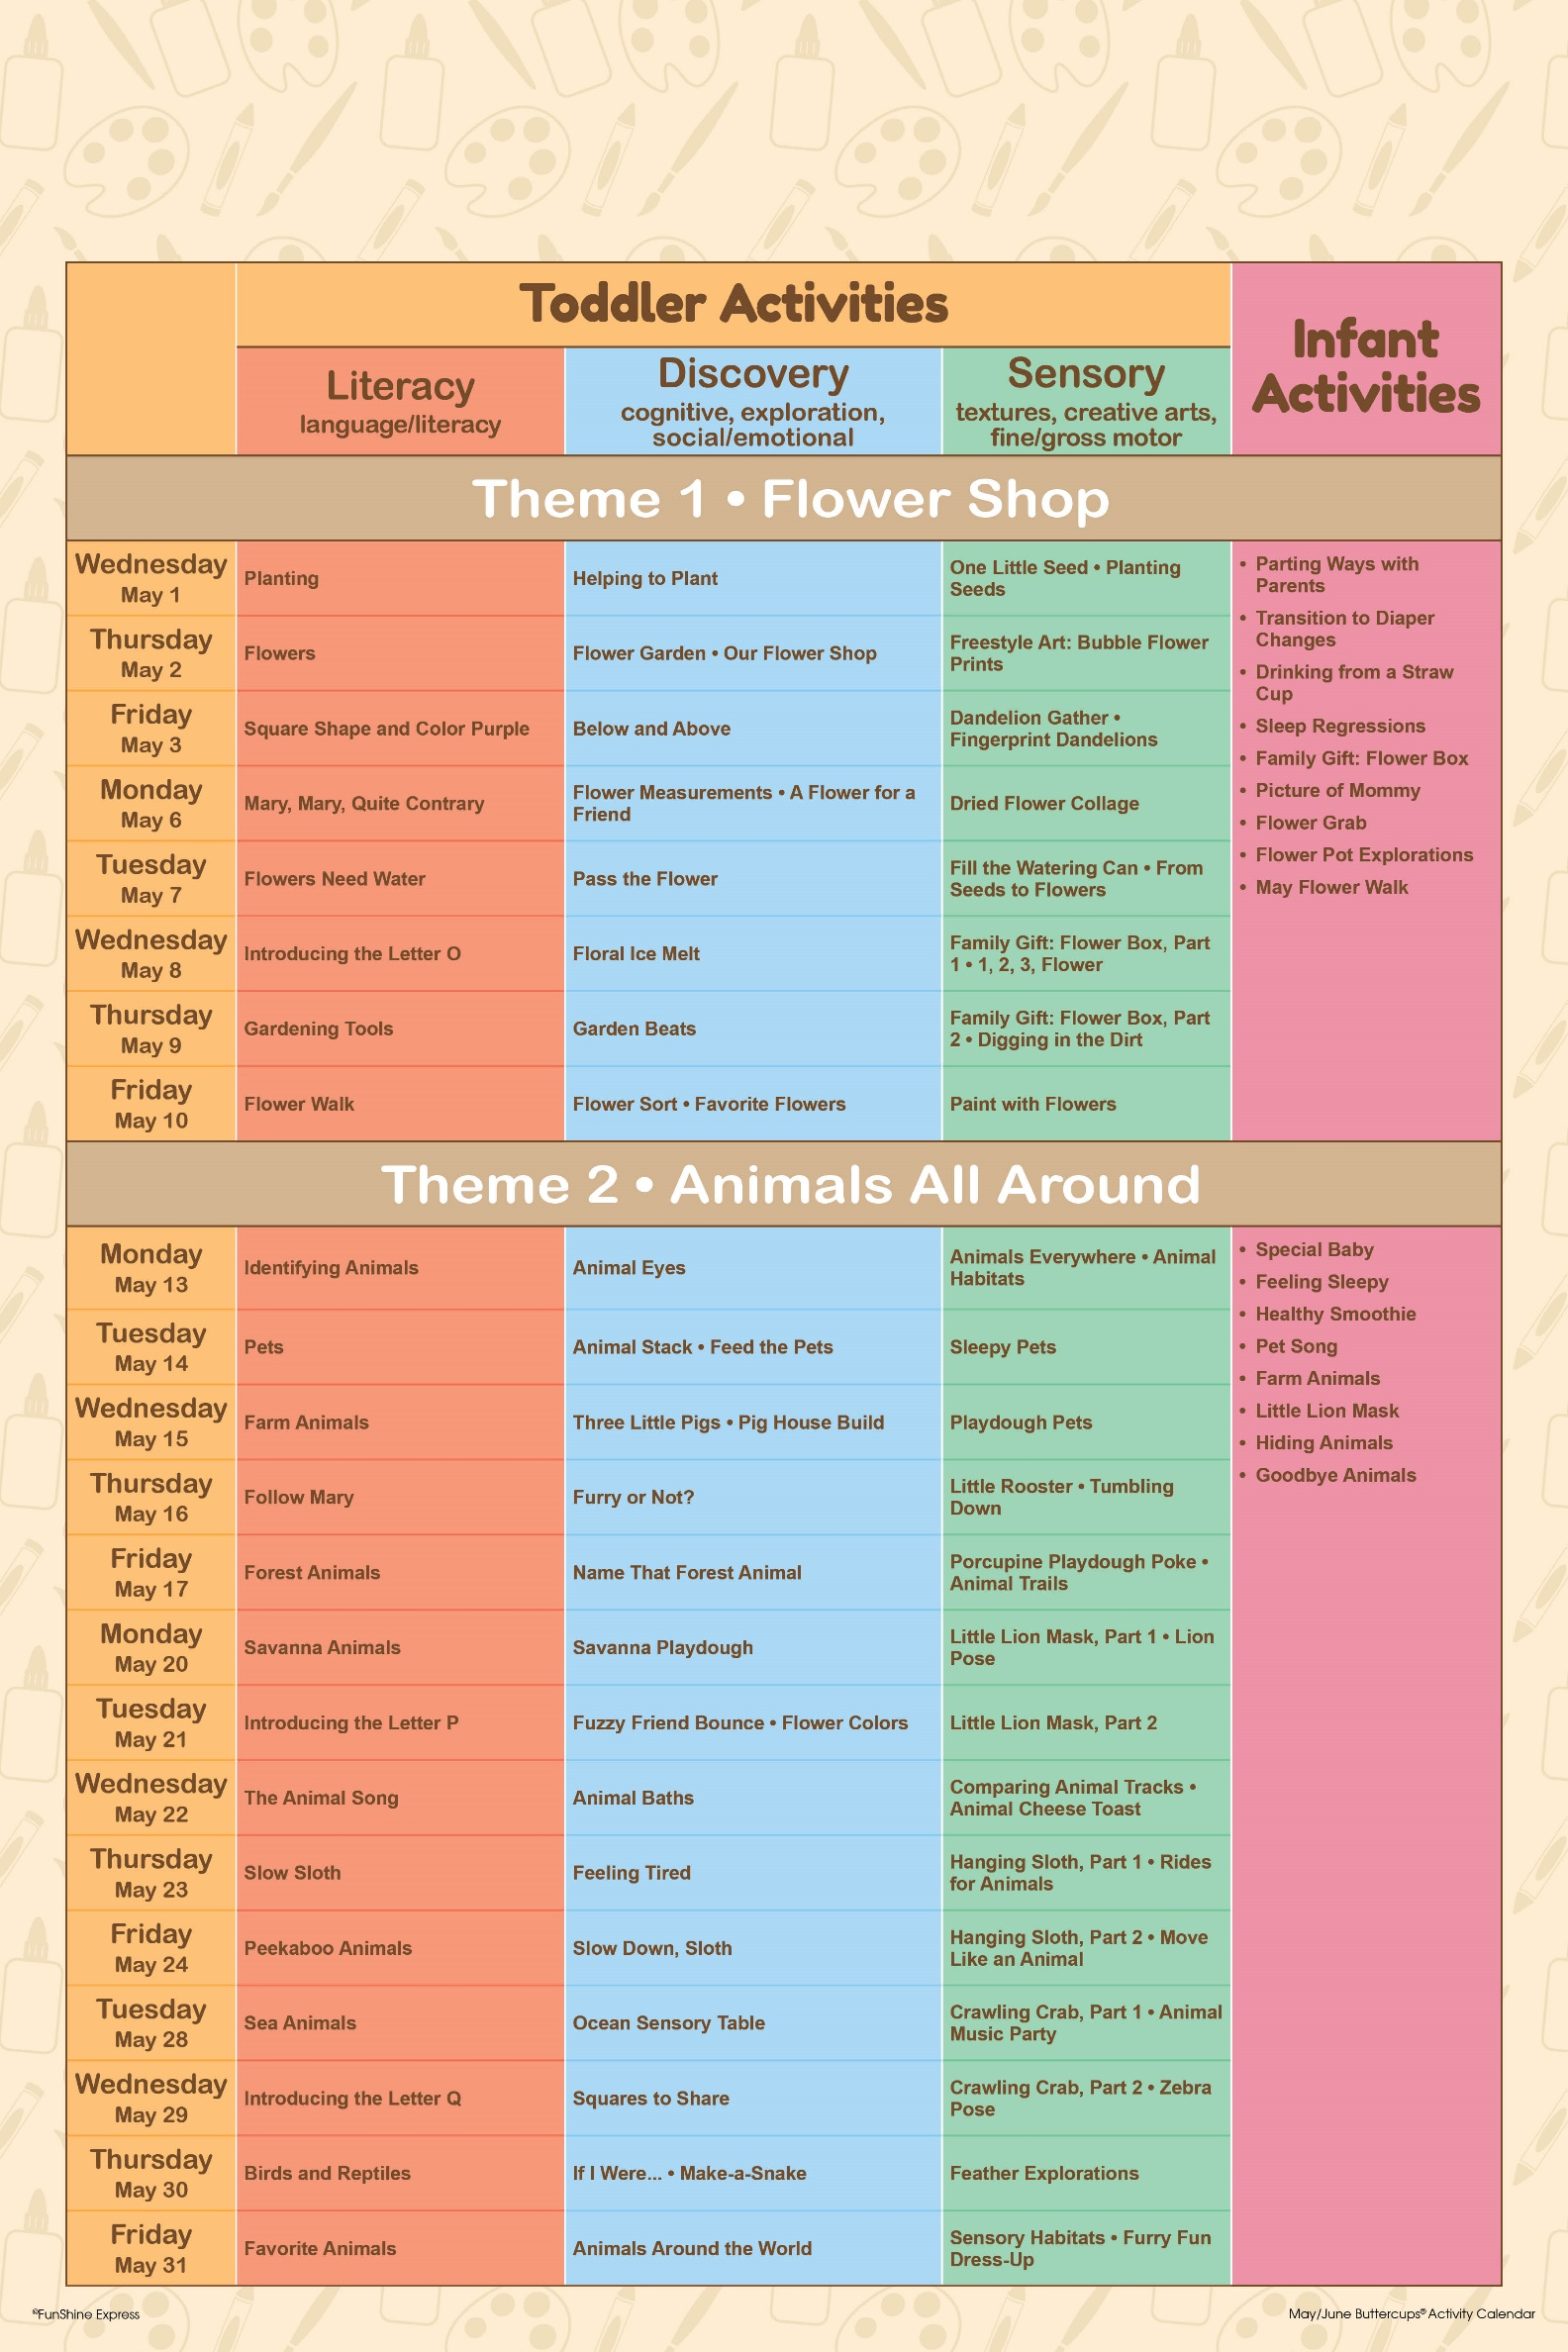 Toddler Activities
Infant
Activities
Literacy
language/literacy
Discovery
cognitive, exploration,
social/emotional
Sensory
textures, creative arts,
fine/gross motor
Theme 1 • Flower Shop
Wednesday
May 1
Planting
Helping to Plant
One Little Seed • Planting
Seeds
Thursday
May 2
Flowers
Flower Garden • Our Flower Shop
Freestyle Art: Bubble Flower
Prints
Friday
May 3
Square Shape and Color Purple
Below and Above
Dandelion Gather •
Fingerprint Dandelions
Monday
May 6
Mary, Mary, Quite Contrary
Flower Measurements • A Flower for a
Friend
Dried Flower Collage
Tuesday
May 7
Flowers Need Water
Pass the Flower
Fill the Watering Can • From
Seeds to Flowers
Wednesday
May 8
Introducing the Letter O
Floral Ice Melt
Family Gift: Flower Box, Part
1 • 1, 2, 3, Flower
Thursday
May 9
Gardening Tools
Garden Beats
Family Gift: Flower Box, Part
2 • Digging in the Dirt
Friday
May 10
Flower Walk
Flower Sort • Favorite Flowers
Paint with Flowers
• Parting Ways with
Parents
• Transition to Diaper
Changes
• Drinking from a Straw
Cup
• Sleep Regressions
• Family Gift: Flower Box
• Picture of Mommy
• Flower Grab
• Flower Pot Explorations
• May Flower Walk
Theme 2 • Animals All Around
Monday
May 13
Identifying Animals
Animal Eyes
Animals Everywhere • Animal
Habitats
Tuesday
May 14
Pets
Animal Stack • Feed the Pets
Sleepy Pets
Wednesday
May 15
Farm Animals
Three Little Pigs • Pig House Build
Playdough Pets
Thursday
May 16
Follow Mary
Furry or Not?
Little Rooster • Tumbling
Down
Friday
May 17
Forest Animals
Name That Forest Animal
Porcupine Playdough Poke •
Animal Trails
Monday
May 20
Savanna Animals
Savanna Playdough
Little Lion Mask, Part 1 • Lion
Pose
Tuesday
May 21
Introducing the Letter P
Fuzzy Friend Bounce • Flower Colors
Little Lion Mask, Part 2
Wednesday
May 22
The Animal Song
Animal Baths
Comparing Animal Tracks •
Animal Cheese Toast
Thursday
May 23
Slow Sloth
Feeling Tired
Hanging Sloth, Part 1 • Rides
for Animals
Friday
May 24
Peekaboo Animals
Slow Down, Sloth
Hanging Sloth, Part 2 • Move
Like an Animal
Tuesday
May 28
Sea Animals
Ocean Sensory Table
Crawling Crab, Part 1 • Animal
Music Party
Wednesday
May 29
Introducing the Letter Q
Squares to Share
Crawling Crab, Part 2 • Zebra
Pose
Thursday
May 30
Birds and Reptiles
If I Were... • Make-a-Snake
Feather Explorations
Friday
May 31
Favorite Animals
Animals Around the World
Sensory Habitats • Furry Fun
Dress-Up
• Special Baby
• Feeling Sleepy
• Healthy Smoothie
• Pet Song
• Farm Animals
• Little Lion Mask
• Hiding Animals
• Goodbye Animals
©FunShine Express
May/June Buttercups® Activity Calendar